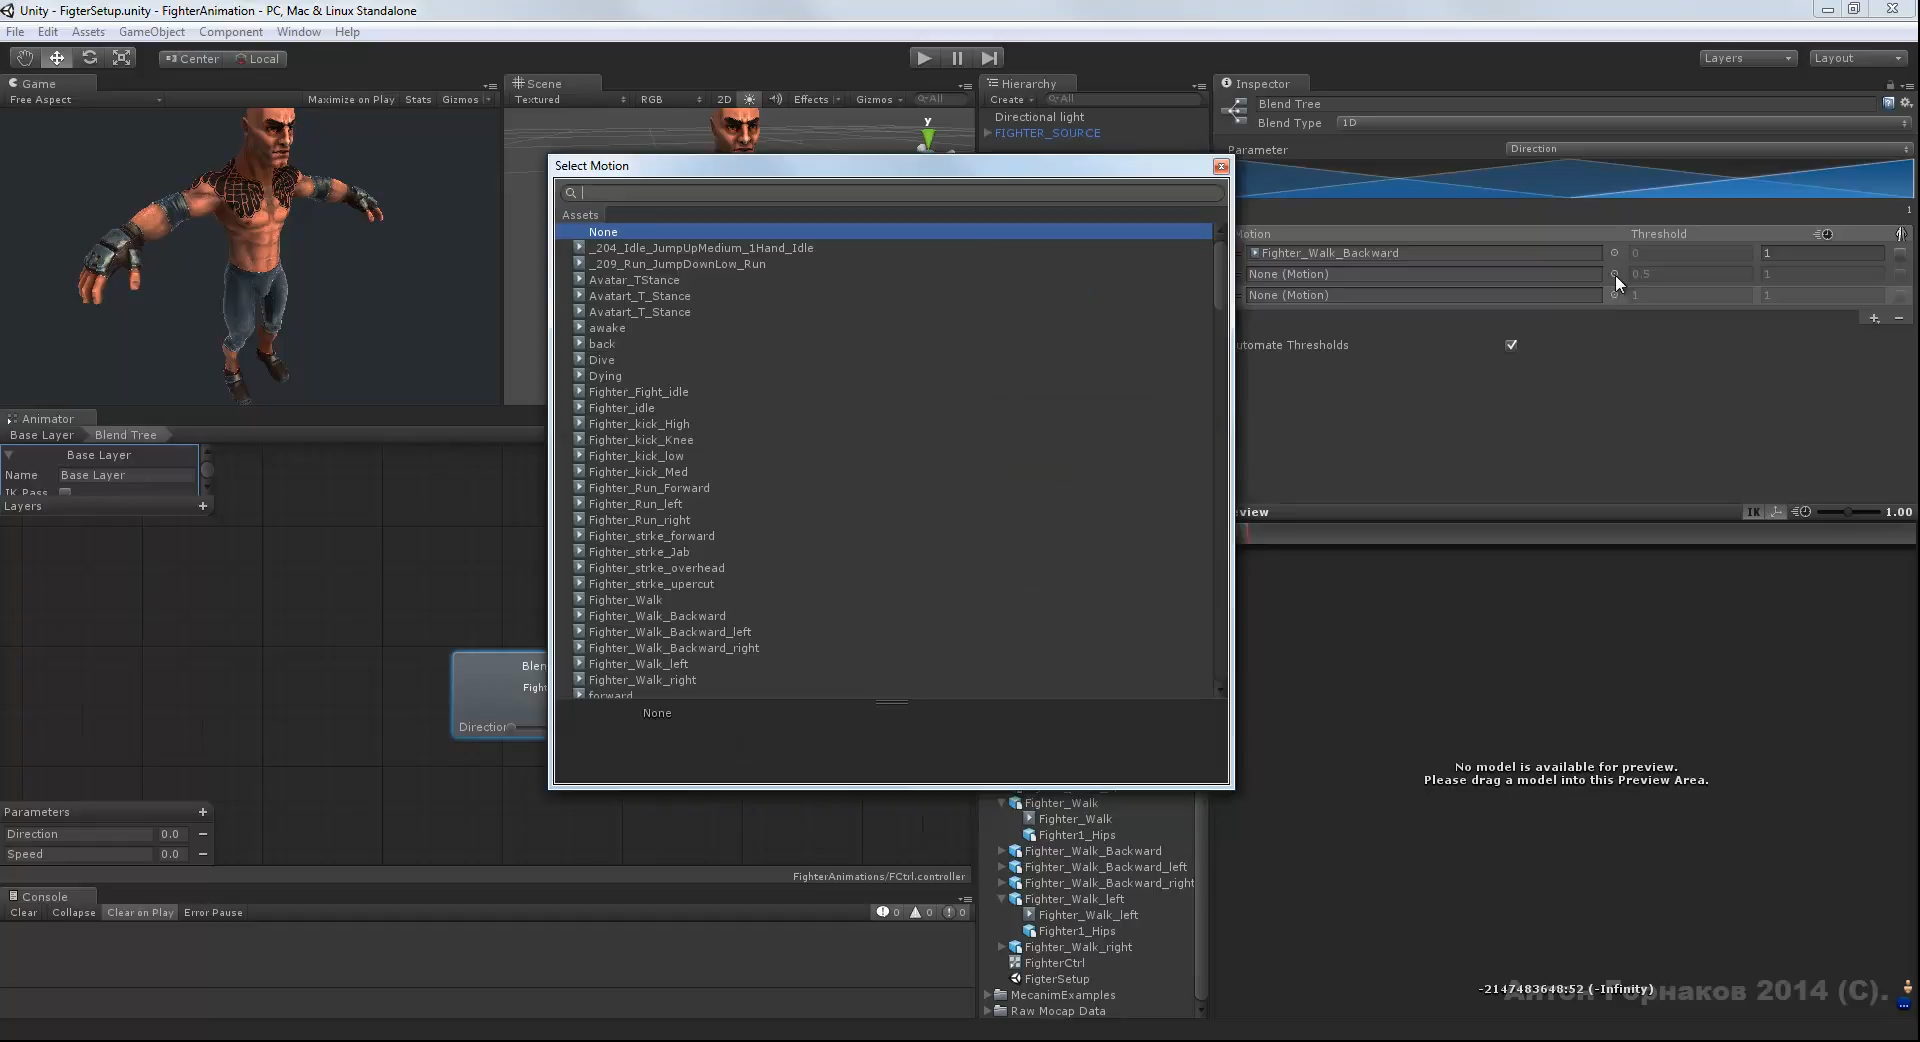 Unity - FigterSetup.unity - FighterAnimation - PC, Mac & Linux Standalone
File Edit Assets GameObject Component Window Help
Center Local Layers Layout
Game
Free Aspect Maximize on Play Stats Gizmos
Scene
Textured RGB 2D Effects Gizmos All
y
Hierarchy
Create All
Directional light
FIGHTER_SOURCE
Inspector
Blend Tree
Blend Type 1D
Parameter Direction
1
Motion Threshold
Fighter_Walk_Backward 0 1
None (Motion) 0.5 1
None (Motion) 1 1
+ −
utomate Thresholds
Select Motion
Assets
None
_204_Idle_JumpUpMedium_1Hand_Idle
_209_Run_JumpDownLow_Run
Avatar_TStance
Avatart_T_Stance
Avatart_T_Stance
awake
back
Dive
Dying
Fighter_Fight_idle
Fighter_idle
Fighter_kick_High
Fighter_kick_Knee
Fighter_kick_low
Fighter_kick_Med
Fighter_Run_Forward
Fighter_Run_left
Fighter_Run_right
Fighter_strke_forward
Fighter_strke_Jab
Fighter_strke_overhead
Fighter_strke_upercut
Fighter_Walk
Fighter_Walk_Backward
Fighter_Walk_Backward_left
Fighter_Walk_Backward_right
Fighter_Walk_left
Fighter_Walk_right
forward
None
Animator
Base Layer Blend Tree
Base Layer
Name Base Layer
IK Pass
Layers +
Blen
Fight
Direction
Parameters +
Direction 0.0 −
Speed 0.0 −
FighterAnimations/FCtrl.controller
Console
Clear Collapse Clear on Play Error Pause 0 0 0
Fighter_Walk
Fighter_Walk
Fighter1_Hips
Fighter_Walk_Backward
Fighter_Walk_Backward_left
Fighter_Walk_Backward_right
Fighter_Walk_left
Fighter_Walk_left
Fighter1_Hips
Fighter_Walk_right
FighterCtrl
FigterSetup
MecanimExamples
Raw Mocap Data
eview IK 1.00
No model is available for preview.
Please drag a model into this Preview Area.
-2147483648:52 (-Infinity)
Антон Горнаков 2014 (C).